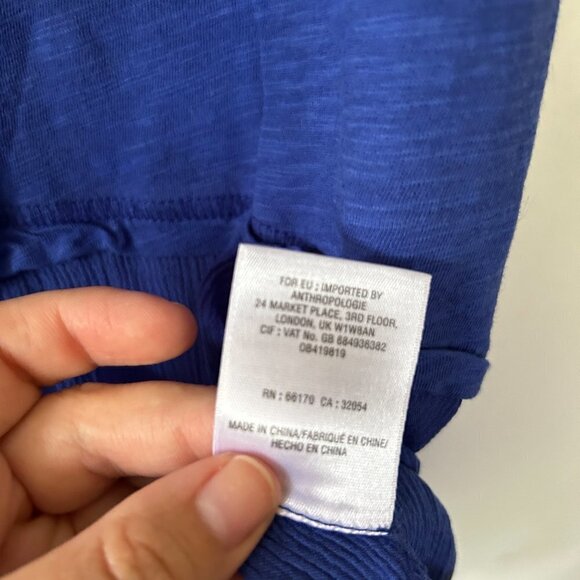 FOR EU : IMPORTED BY
ANTHROPOLOGIE
24 MARKET PLACE, 3RD FLOOR,
LONDON, UK W1W8AN
CIF : VAT No. GB 684936382
OB419819
RN : 66170 CA : 32054
MADE IN CHINA/FABRIQUÉ EN CHINE/
HECHO EN CHINA